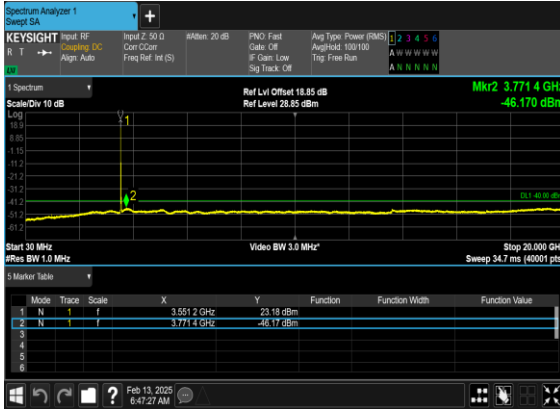 Spectrum Analyzer 1
Swept SA
+
KEYSIGHT
R T
LXI
Input: RF
Coupling: DC
Align: Auto
Input Z: 50 Ω
Corr CCorr
Freq Ref: Int (S)
#Atten: 20 dB
PNO: Fast
Gate: Off
IF Gain: Low
Sig Track: Off
Avg Type: Power (RMS)
Avg|Hold: 100/100
Trig: Free Run
1 2 3 4 5 6
A W W W W W
A N N N N N
1 Spectrum
Scale/Div 10 dB
Ref Lvl Offset 18.85 dB
Ref Level 28.85 dBm
Mkr2 3.771 4 GHz
-46.170 dBm
Log
18.9
8.85
-1.15
-11.2
-21.2
-31.2
-41.2
-51.2
-61.2
1
2
DL1 -40.00 dBm
Start 30 MHz
#Res BW 1.0 MHz
Video BW 3.0 MHz*
Stop 20.000 GHz
Sweep 34.7 ms (40001 pts)
5 Marker Table
Mode Trace Scale X Y Function Function Width Function Value
1 N 1 f 3.551 2 GHz 23.18 dBm
2 N 1 f 3.771 4 GHz -46.17 dBm
3
4
5
6
?
Feb 13, 2025
6:47:27 AM